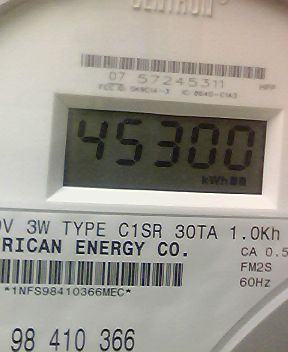 CENTRON
07 57245311
45300
kWh
V 3W TYPE C1SR 30TA 1.0Kh
RICAN ENERGY CO.
CA 0.5
FM2S
60Hz
*1NFS98410366MEC*
98 410 366